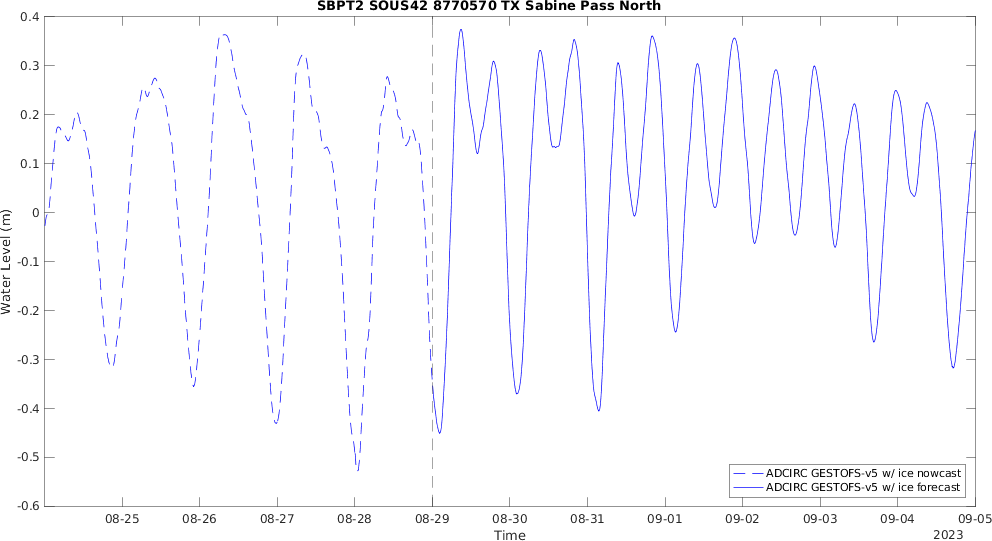 SBPT2 SOUS42 8770570 TX Sabine Pass North
0.4
0.3
0.2
0.1
0
-0.1
-0.2
-0.3
-0.4
-0.5
-0.6
Water Level (m)
ADCIRC GESTOFS-v5 w/ ice nowcast
ADCIRC GESTOFS-v5 w/ ice forecast
08-25 08-26 08-27 08-28 08-29 08-30 08-31 09-01 09-02 09-03 09-04 09-05
Time
2023